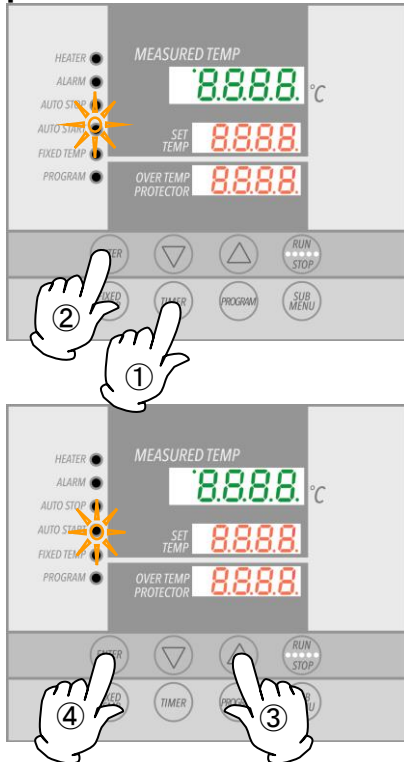 HEATER
MEASURED TEMP
ALARM
8.8.8.8.
°C
AUTO STOP
AUTO START
SET
TEMP
8.8.8.8.
FIXED TEMP
PROGRAM
OVER TEMP
PROTECTOR
8.8.8.8.
RUN
STOP
TIMER
PROGRAM
SUB
MENU
②
①
HEATER
MEASURED TEMP
ALARM
8.8.8.8.
°C
AUTO STOP
AUTO START
SET
TEMP
8.8.8.8.
FIXED TEMP
PROGRAM
OVER TEMP
PROTECTOR
8.8.8.8.
ENTER
RUN
STOP
TIMER
④
③